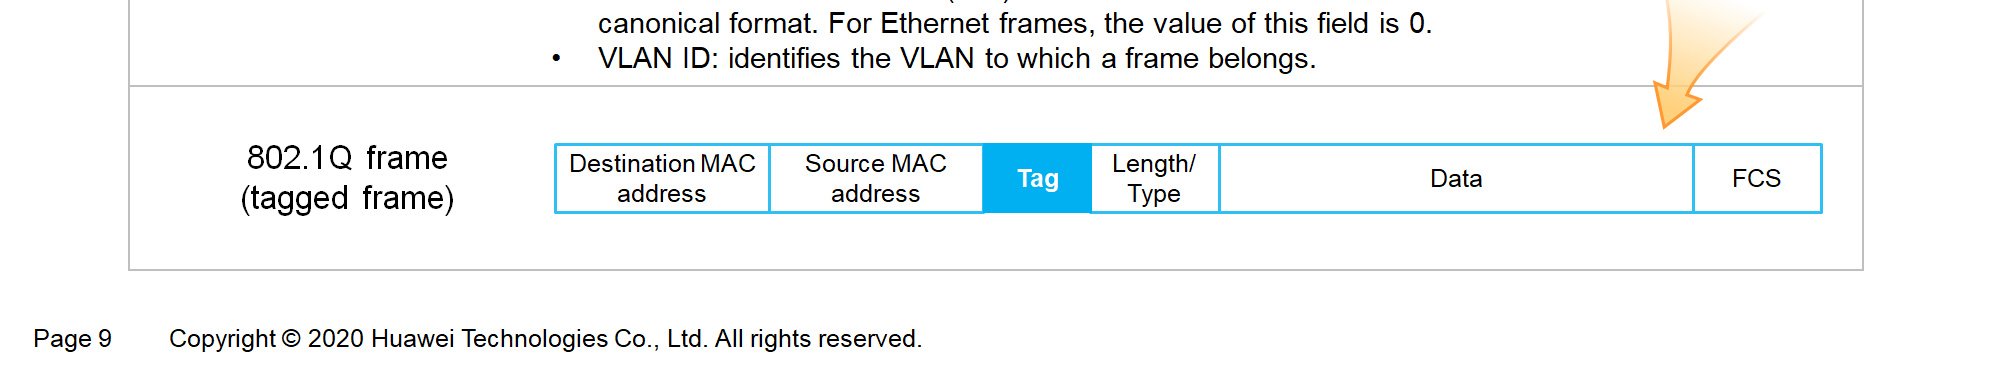 canonical format. For Ethernet frames, the value of this field is 0.
• VLAN ID: identifies the VLAN to which a frame belongs.
802.1Q frame
(tagged frame)
Destination MAC
address
Source MAC
address
Tag
Length/
Type
Data
FCS
Page 9
Copyright © 2020 Huawei Technologies Co., Ltd. All rights reserved.